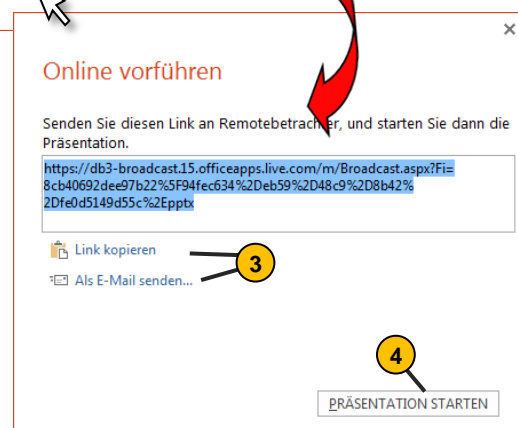 Online vorführen
Senden Sie diesen Link an Remotebetrachter, und starten Sie dann die
Präsentation.
https://db3-broadcast.15.officeapps.live.com/m/Broadcast.aspx?Fi=
8cb40692dee97b22%5F94fec634%2Deb59%2D48c9%2D8b42%
2Dfe0d5149d55c%2Epptx
Link kopieren
3
Als E-Mail senden...
4
PRÄSENTATION STARTEN